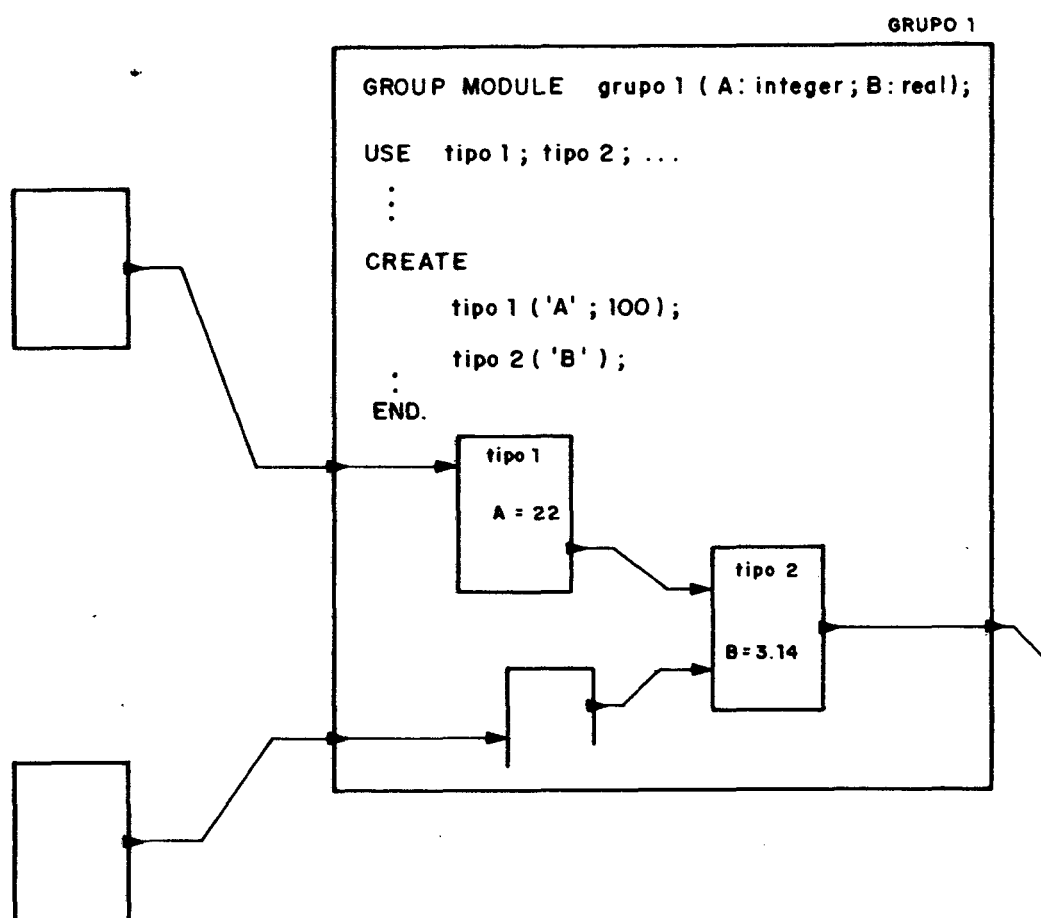 GRUPO 1
GROUP MODULE grupo 1 ( A: integer; B: real);
USE tipo 1 ; tipo 2 ; ...
CREATE
tipo 1 ('A' ; 100);
tipo 2 ( 'B' );
END.
tipo 1
A = 22
tipo 2
B = 3.14